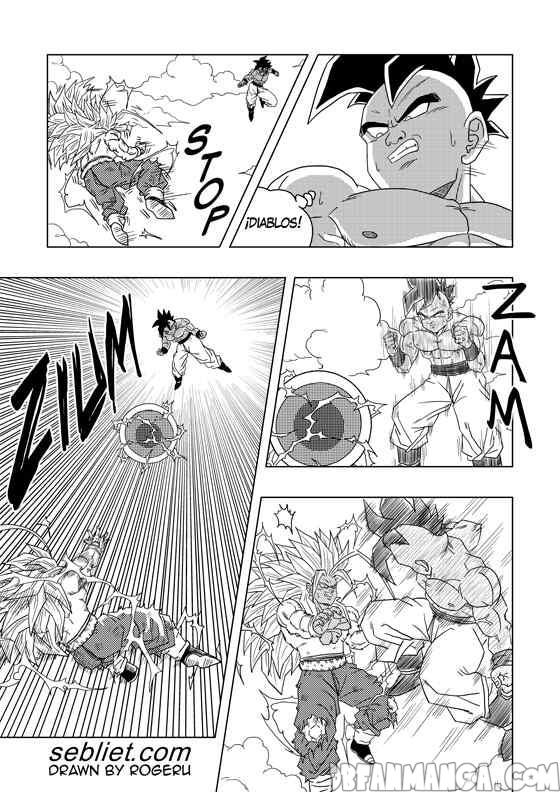 STOP
¡DIABLOS!
ZIUM
ZAM
sebliet.com
DRAWN BY ROGERU
DBFANMANGA.COM